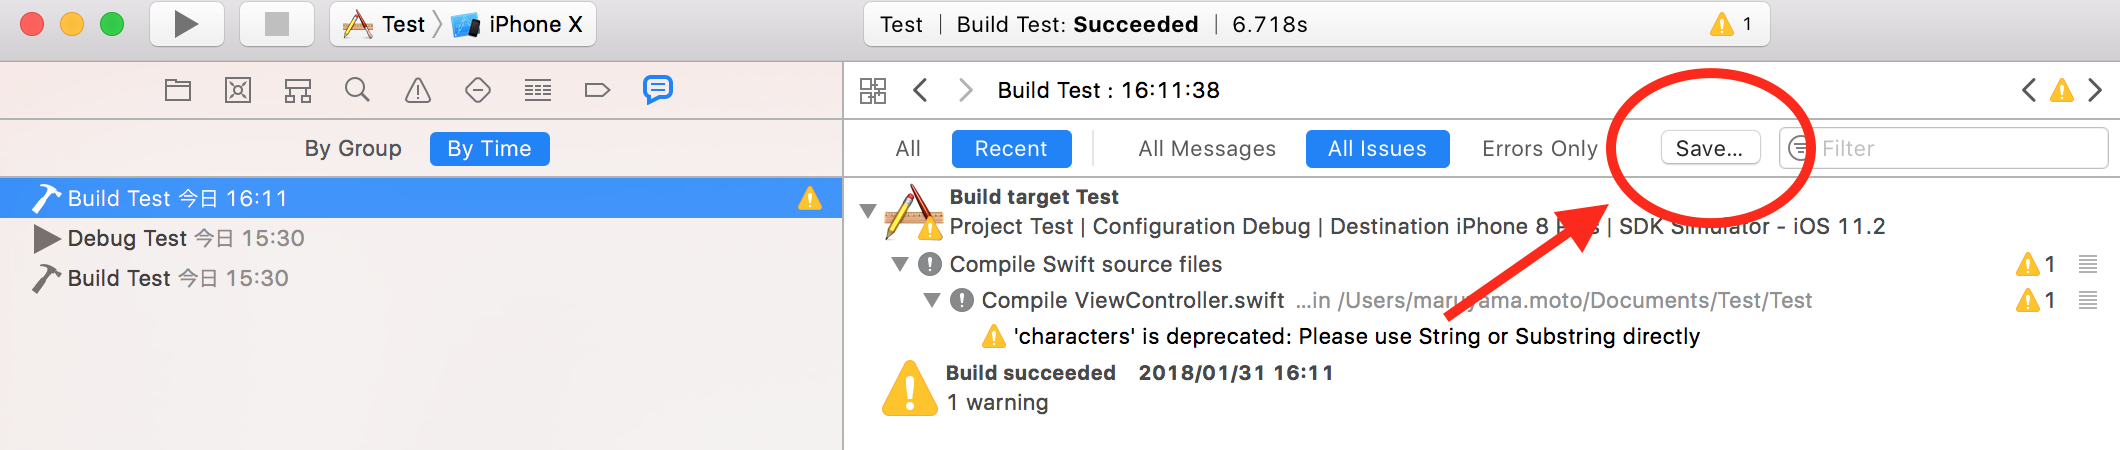 Test iPhone X
Test | Build Test: Succeeded | 6.718s
1
Build Test : 16:11:38
By Group By Time
All Recent All Messages All Issues Errors Only Save... Filter
Build Test 今日 16:11
Debug Test 今日 15:30
Build Test 今日 15:30
Build target Test
Project Test | Configuration Debug | Destination iPhone 8 | SDK Simulator - iOS 11.2
Compile Swift source files 1
Compile ViewController.swift ...in /Users/maruyama.moto/Documents/Test/Test 1
'characters' is deprecated: Please use String or Substring directly
Build succeeded 2018/01/31 16:11
1 warning